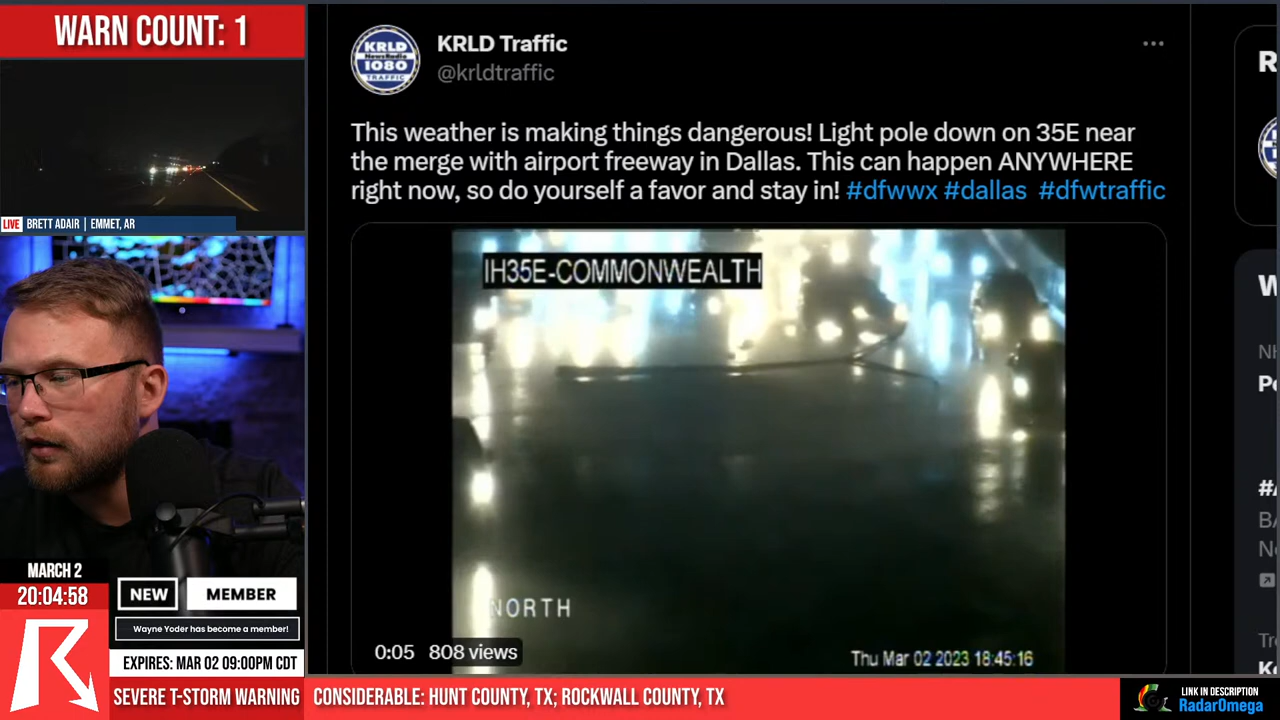 WARN COUNT: 1
LIVE BRETT ADAIR | EMMET, AR
KRLD Traffic
@krldtraffic
KRLD
NewsRadio
1080
TRAFFIC
This weather is making things dangerous! Light pole down on 35E near
the merge with airport freeway in Dallas. This can happen ANYWHERE
right now, so do yourself a favor and stay in! #dfwwx #dallas #dfwtraffic
IH35E-COMMONWEALTH
NORTH
0:05 808 views
Thu Mar 02 2023 18:45:16
MARCH 2
20:04:58
NEW MEMBER
Wayne Yoder has become a member!
EXPIRES: MAR 02 09:00PM CDT
SEVERE T-STORM WARNING
CONSIDERABLE: HUNT COUNTY, TX; ROCKWALL COUNTY, TX
LINK IN DESCRIPTION
RadarOmega